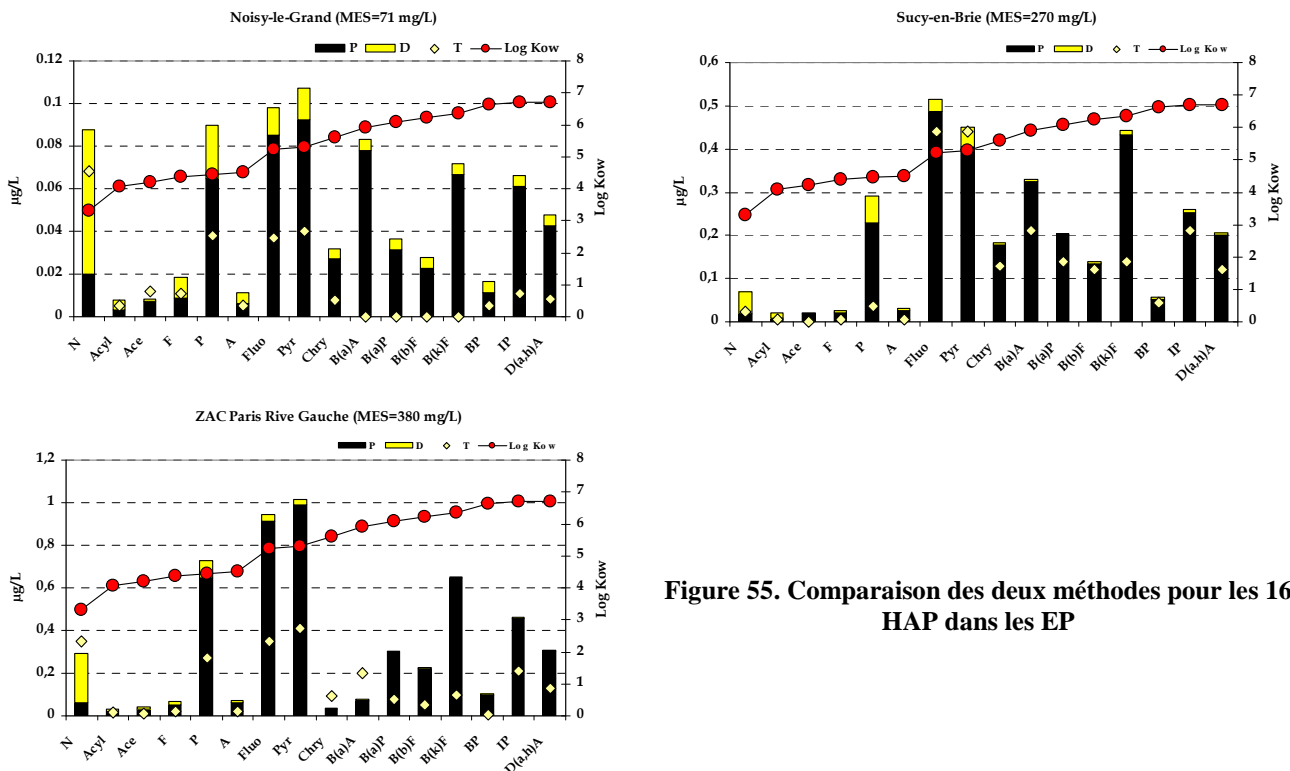 Noisy-le-Grand (MES=71 mg/L)
P D T Log Kow
µg/L
0.12
0.1
0.08
0.06
0.04
0.02
0
8
7
6
5
4
3
2
1
0
Log Kow
N Acyl Ace F P A Fluo Pyr Chry B(a)A B(a)P B(b)F B(k)F BP IP D(a,h)A
Sucy-en-Brie (MES=270 mg/L)
P D T Log Kow
µg/L
0,6
0,5
0,4
0,3
0,2
0,1
0
8
7
6
5
4
3
2
1
0
Log Kow
N Acyl Ace F P A Fluo Pyr Chry B(a)A B(a)P B(b)F B(k)F BP IP D(a,h)A
ZAC Paris Rive Gauche (MES=380 mg/L)
P D T Log Kow
µg/L
1,2
1
0,8
0,6
0,4
0,2
0
8
7
6
5
4
3
2
1
0
Log Kow
N Acyl Ace F P A Fluo Pyr Chry B(a)A B(a)P B(b)F B(k)F BP IP D(a,h)A
Figure 55. Comparaison des deux méthodes pour les 16
HAP dans les EP